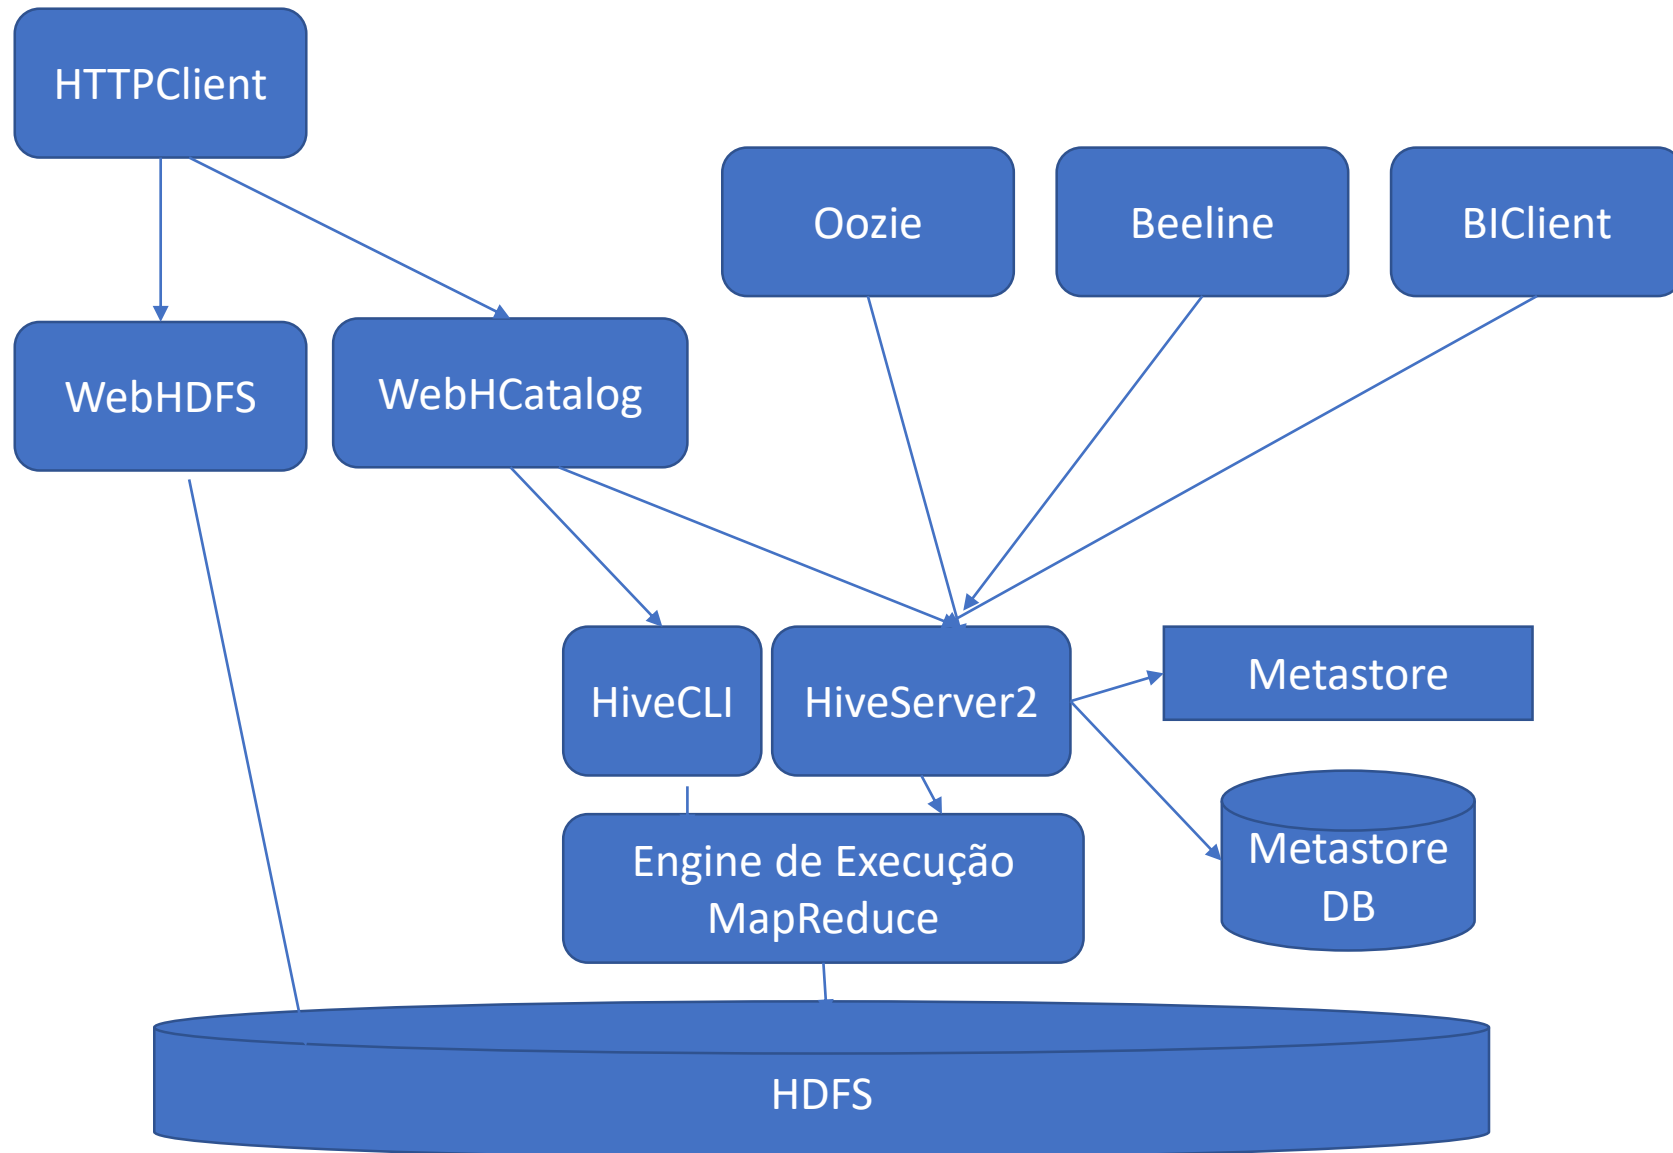 HTTPClient
Oozie
Beeline
BIClient
WebHDFS
WebHCatalog
HiveCLI
HiveServer2
Metastore
Engine de Execução
MapReduce
Metastore
DB
HDFS